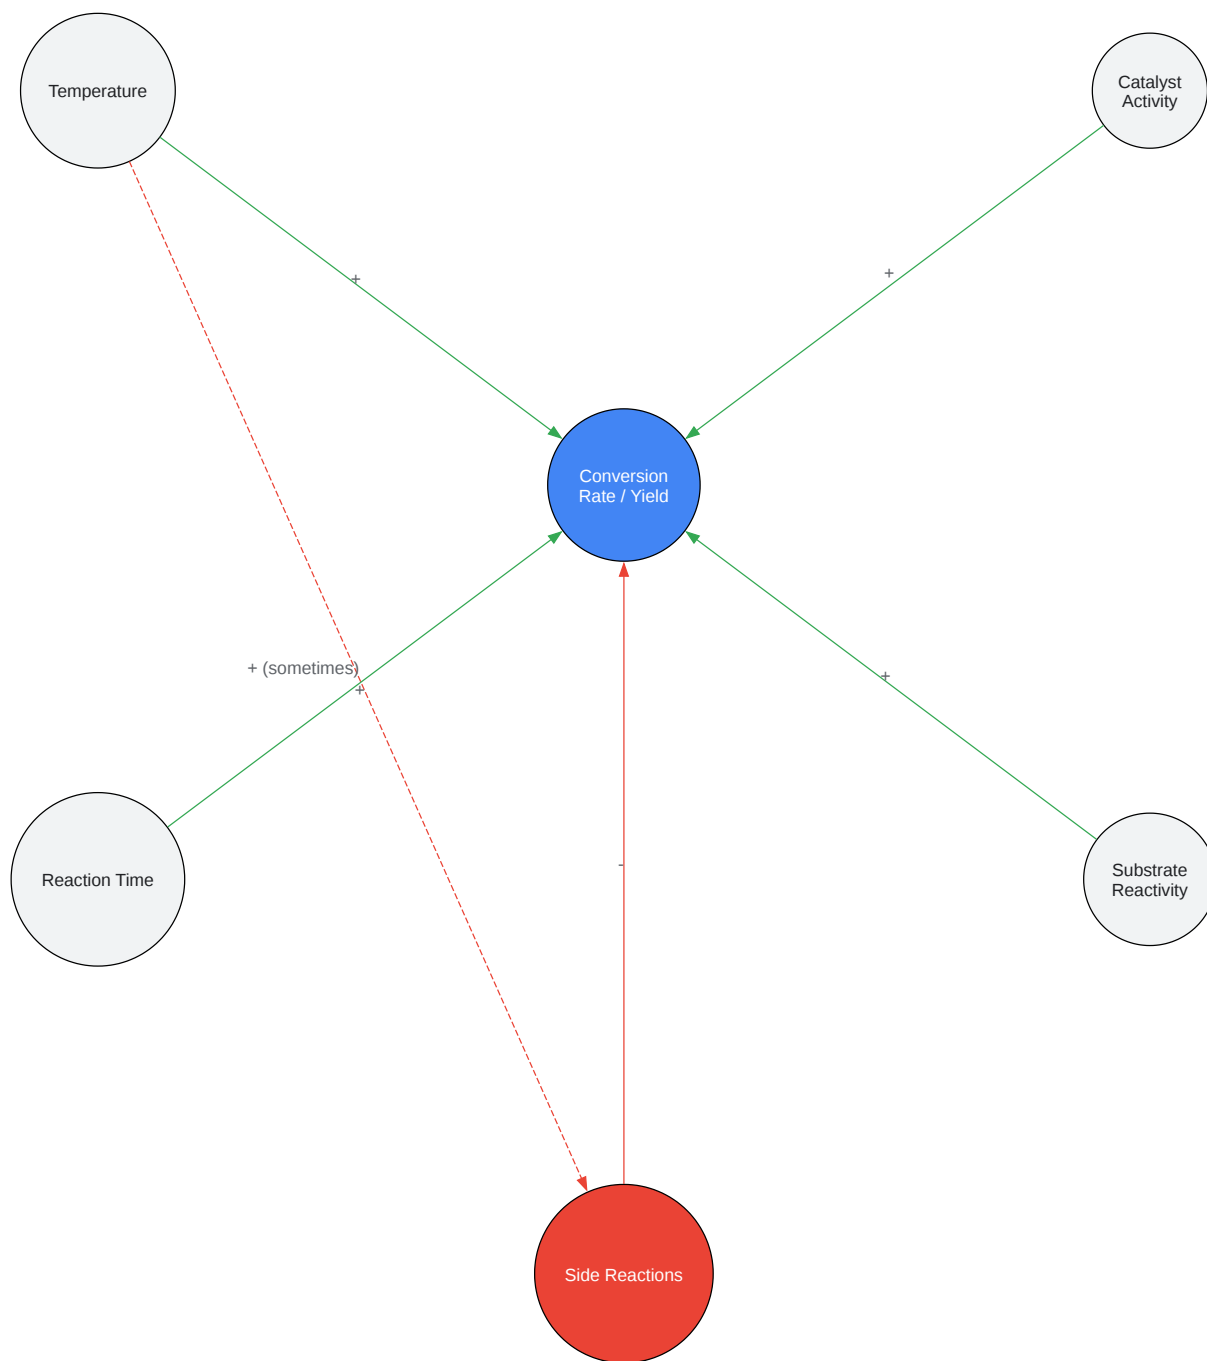 Temperature
Catalyst
Activity
+
+
Conversion
Rate / Yield
+ (sometimes)
+
+
-
Reaction Time
Substrate
Reactivity
Side Reactions